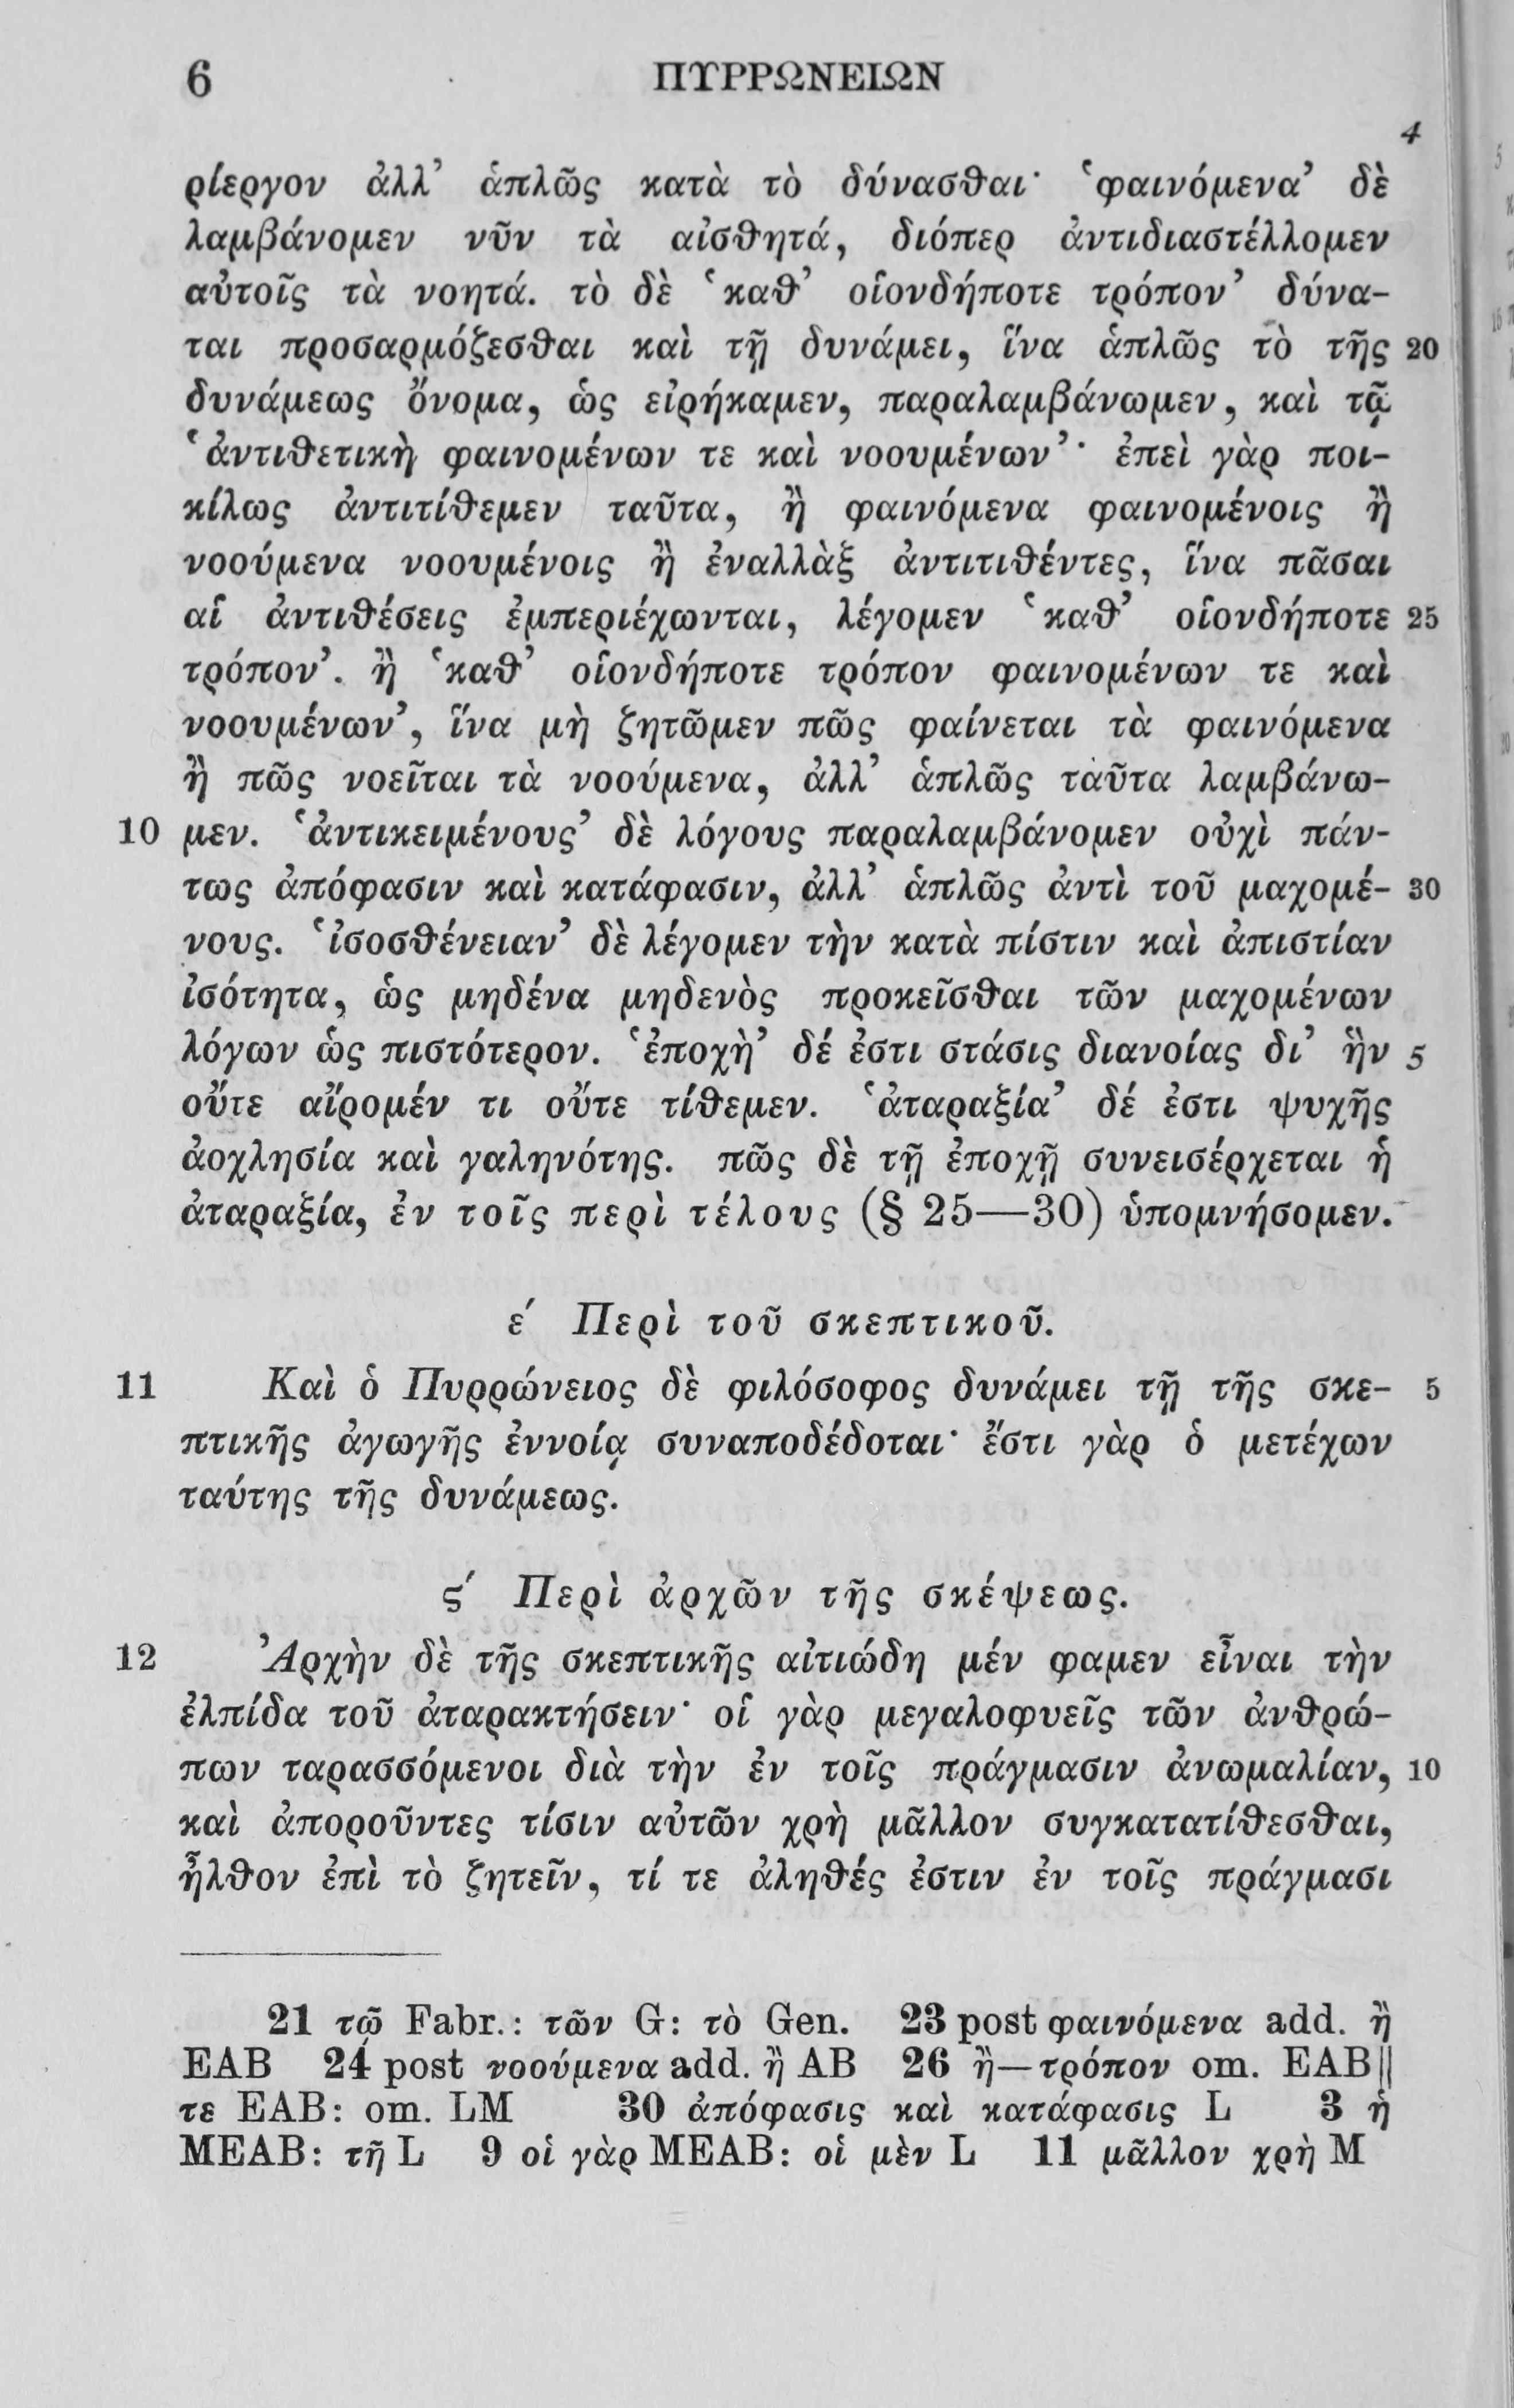 6 ΠΥΡΡΩΝΕΙΩΝ
4
ρίεργον ἀλλ’ ἁπλῶς κατὰ τὸ δύνασθαι· ‘φαινόμενα’ δὲ
λαμβάνομεν νῦν τὰ αἰσθητά, διόπερ ἀντιδιαστέλλομεν
αὐτοῖς τὰ νοητά. τὸ δὲ ‘καθ’ οἱονδήποτε τρόπον’ δύνα-
ται προσαρμόζεσθαι καὶ τῇ δυνάμει, ἵνα ἁπλῶς τὸ τῆς 20
δυνάμεως ὄνομα, ὡς εἰρήκαμεν, παραλαμβάνωμεν, καὶ τῷ
‘ἀντιθετικὴ φαινομένων τε καὶ νοουμένων’· ἐπεὶ γὰρ ποι-
κίλως ἀντιτίθεμεν ταῦτα, ἢ φαινόμενα φαινομένοις ἢ
νοούμενα νοουμένοις ἢ ἐναλλὰξ ἀντιτιθέντες, ἵνα πᾶσαι
αἱ ἀντιθέσεις ἐμπεριέχωνται, λέγομεν ‘καθ’ οἱονδήποτε 25
τρόπον’. ἢ ‘καθ’ οἱονδήποτε τρόπον φαινομένων τε καὶ
νοουμένων’, ἵνα μὴ ζητῶμεν πῶς φαίνεται τὰ φαινόμενα
ἢ πῶς νοεῖται τὰ νοούμενα, ἀλλ’ ἁπλῶς ταῦτα λαμβάνω-
10 μεν. ‘ἀντικειμένους’ δὲ λόγους παραλαμβάνομεν οὐχὶ πάν-
τως ἀπόφασιν καὶ κατάφασιν, ἀλλ’ ἁπλῶς ἀντὶ τοῦ μαχομέ- 30
νους. ‘ἰσοσθένειαν’ δὲ λέγομεν τὴν κατὰ πίστιν καὶ ἀπιστίαν
ἰσότητα, ὡς μηδένα μηδενὸς προκεῖσθαι τῶν μαχομένων
λόγων ὡς πιστότερον. ‘ἐποχὴ’ δέ ἐστι στάσις διανοίας δι’ ἣν 5
οὔτε αἴρομέν τι οὔτε τίθεμεν. ‘ἀταραξία’ δέ ἐστι ψυχῆς
ἀοχλησία καὶ γαληνότης. πῶς δὲ τῇ ἐποχῇ συνεισέρχεται ἡ
ἀταραξία, ἐν τοῖς περὶ τέλους (§ 25—30) ὑπομνήσομεν.
ε´ Περὶ τοῦ σκεπτικοῦ.
11 Καὶ ὁ Πυρρώνειος δὲ φιλόσοφος δυνάμει τῇ τῆς σκε- 5
πτικῆς ἀγωγῆς ἐννοίᾳ συναποδέδοται· ἔστι γὰρ ὁ μετέχων
ταύτης τῆς δυνάμεως.
ς´ Περὶ ἀρχῶν τῆς σκέψεως.
12 Ἀρχὴν δὲ τῆς σκεπτικῆς αἰτιώδη μέν φαμεν εἶναι τὴν
ἐλπίδα τοῦ ἀταρακτήσειν· οἱ γὰρ μεγαλοφυεῖς τῶν ἀνθρώ-
πων ταρασσόμενοι διὰ τὴν ἐν τοῖς πράγμασιν ἀνωμαλίαν, 10
καὶ ἀποροῦντες τίσιν αὐτῶν χρὴ μᾶλλον συγκατατίθεσθαι,
ἦλθον ἐπὶ τὸ ζητεῖν, τί τε ἀληθές ἐστιν ἐν τοῖς πράγμασι
21 τῷ Fabr.: τῶν G: τὸ Gen. 23 post φαινόμενα add. ἢ
EAB 24 post νοούμενα add. ἢ AB 26 ἢ—τρόπον om. EAB||
τε EAB: om. LM 30 ἀπόφασις καὶ κατάφασις L 3 ἡ
MEAB: τῇ L 9 οἱ γὰρ MEAB: οἱ μὲν L 11 μᾶλλον χρὴ M